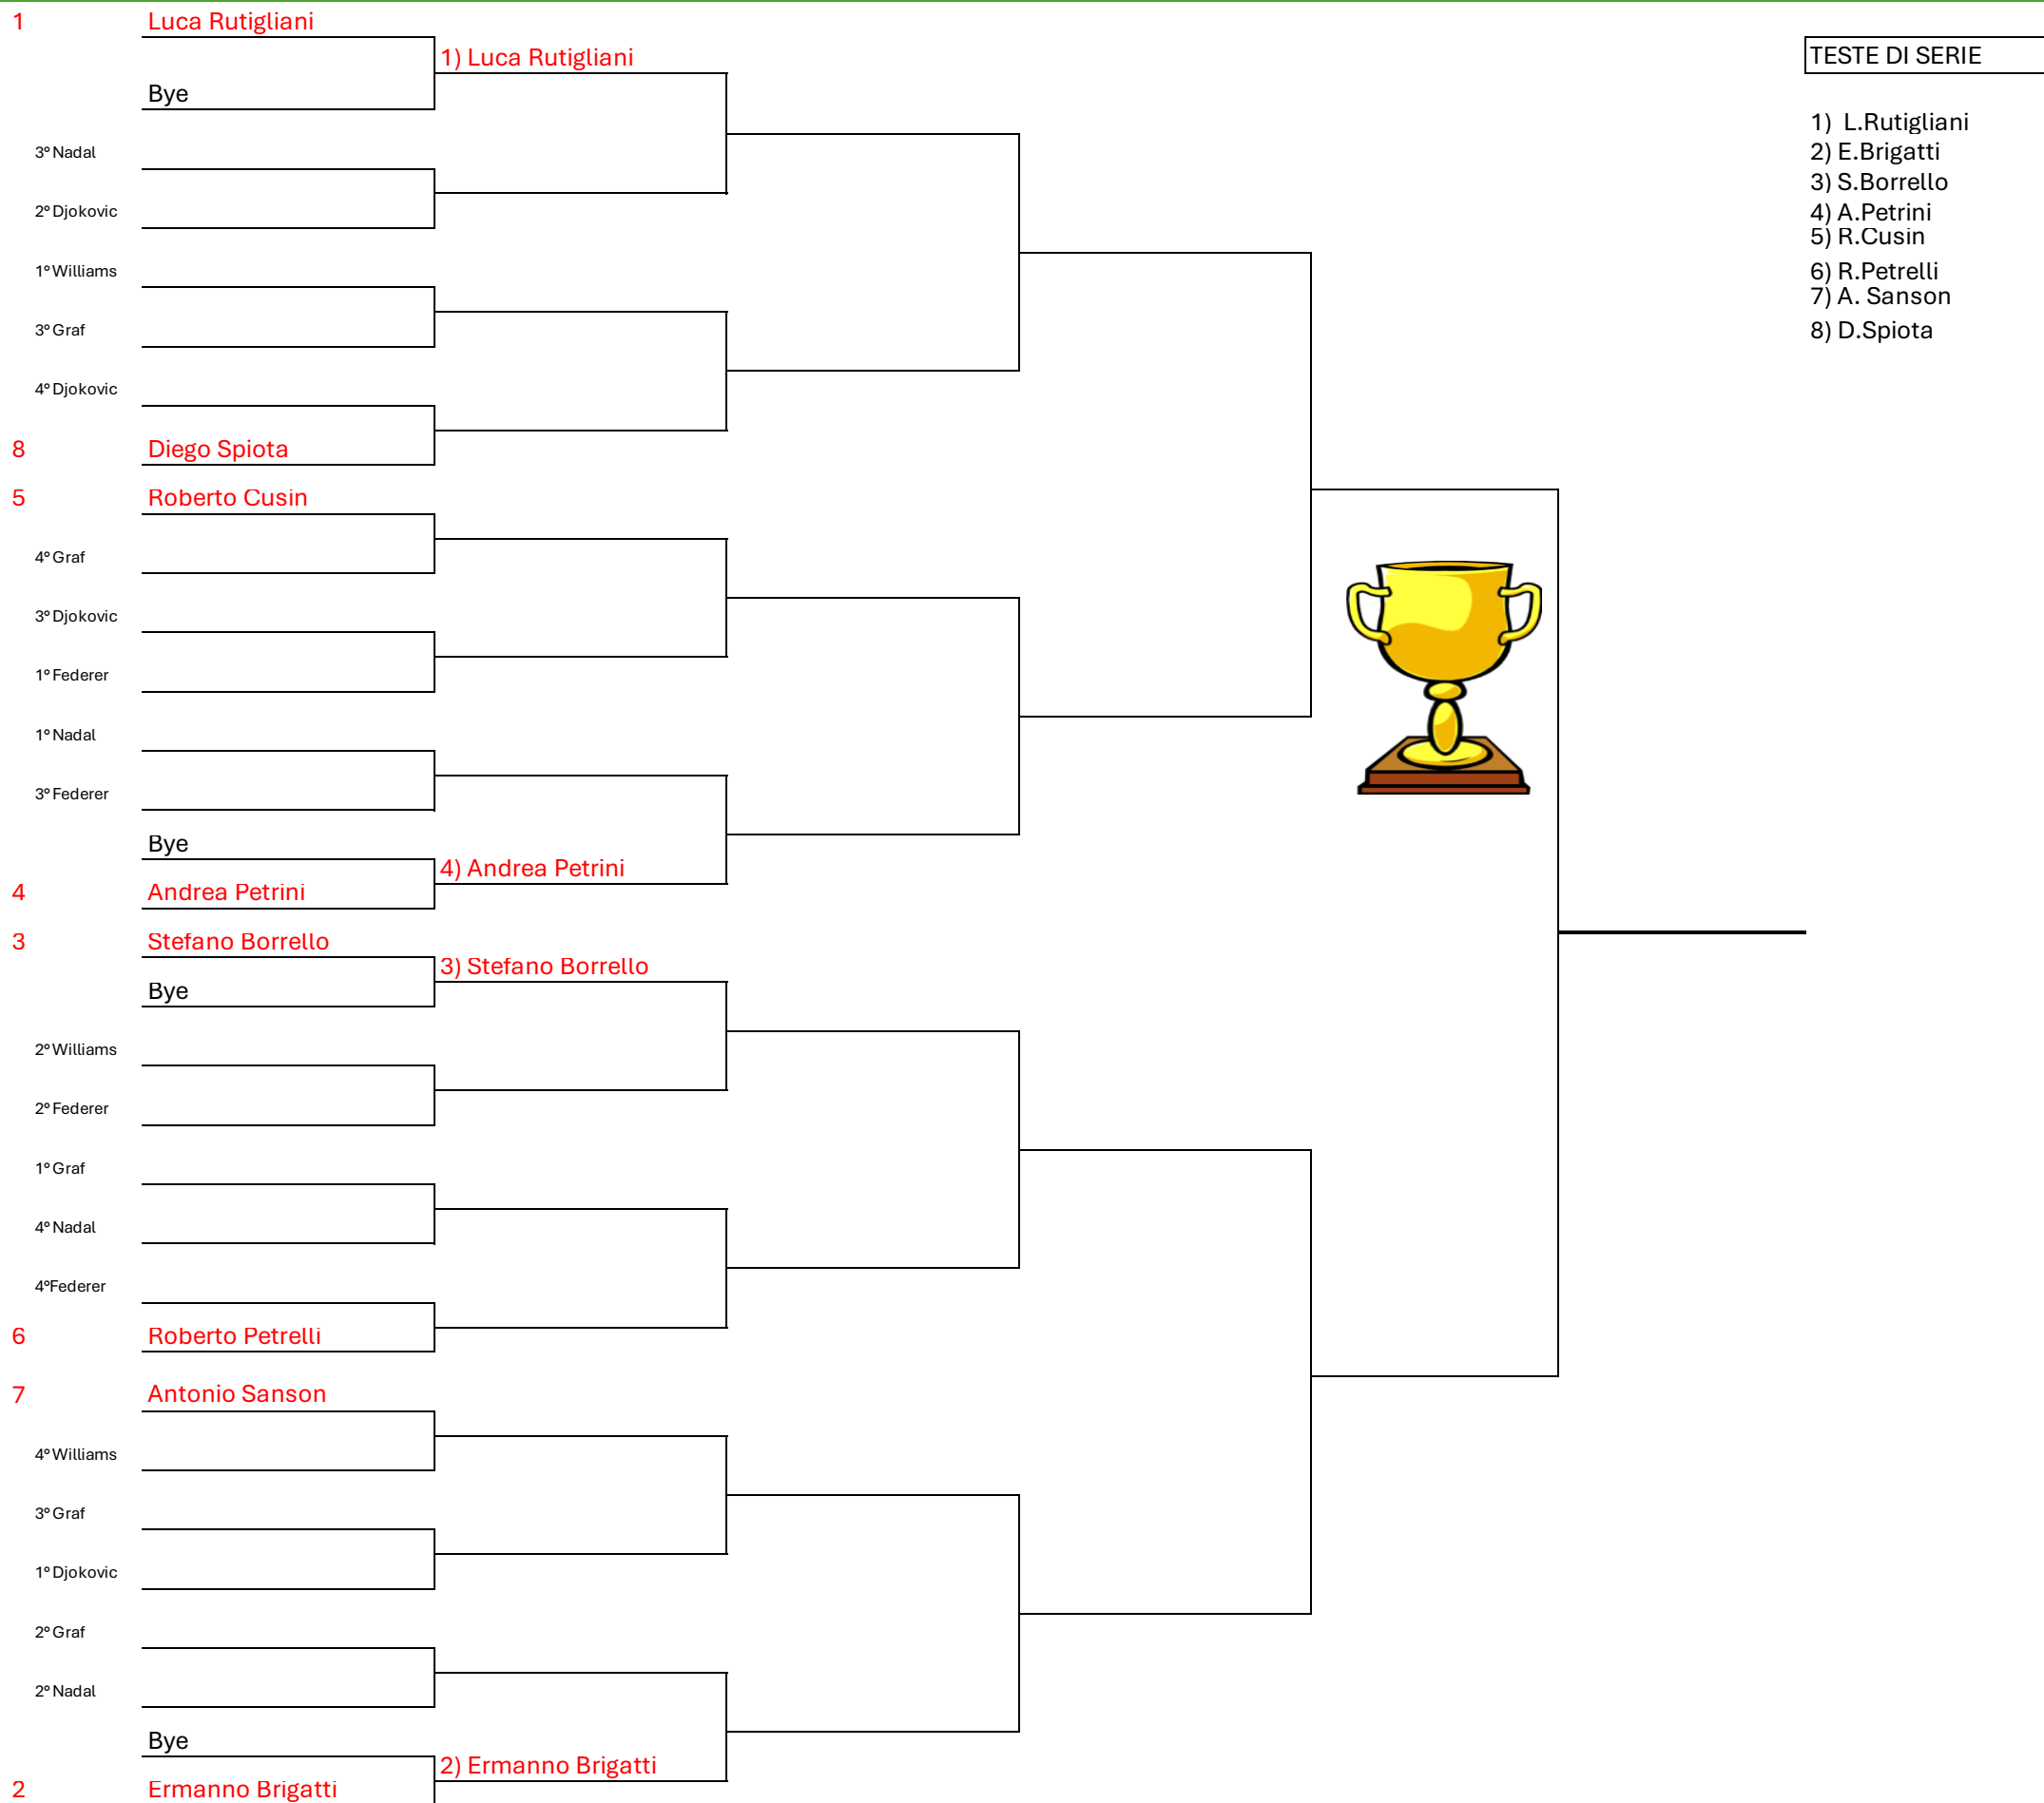 1 Luca Rutigliani
1) Luca Rutigliani
TESTE DI SERIE
Bye
1) L.Rutigliani
3° Nadal
2) E.Brigatti
3) S.Borrello
2° Djokovic
4) A.Petrini
5) R.Cusin
1° Williams
6) R.Petrelli
7) A. Sanson
3° Graf
8) D.Spiota
4° Djokovic
8 Diego Spiota
5 Roberto Cusin
4° Graf
3° Djokovic
1° Federer
1° Nadal
3° Federer
Bye
4) Andrea Petrini
4 Andrea Petrini
3 Stefano Borrello
3) Stefano Borrello
Bye
2° Williams
2° Federer
1° Graf
4° Nadal
4°Federer
6 Roberto Petrelli
7 Antonio Sanson
4° Williams
3° Graf
1° Djokovic
2° Graf
2° Nadal
Bye
2) Ermanno Brigatti
2 Ermanno Brigatti